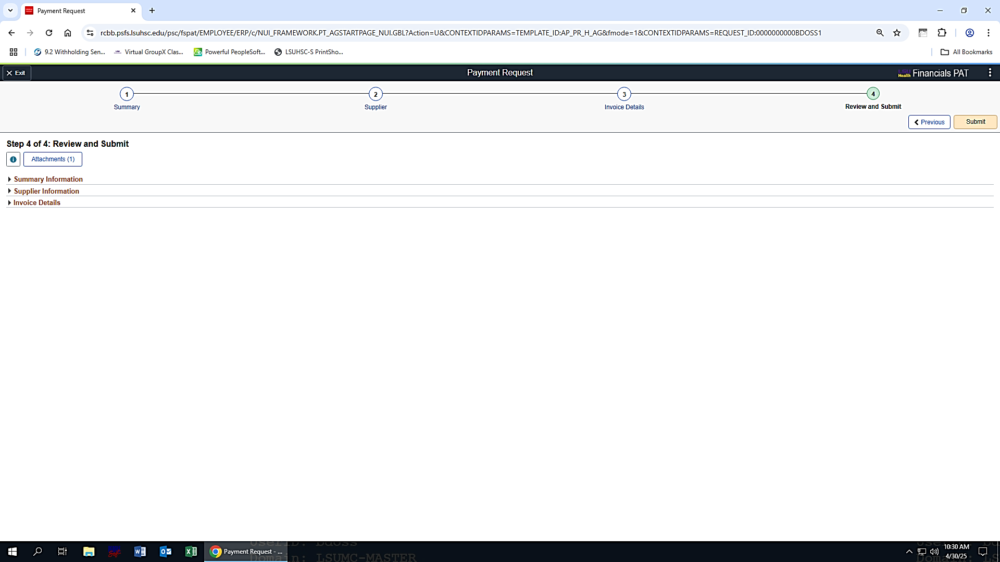 Payment Request
rcbb.psfs.lsuhsc.edu/psc/fspat/EMPLOYEE/ERP/c/NUI_FRAMEWORK.PT_AGSTARTPAGE_NUI.GBL?Action=U&CONTEXTIDPARAMS=TEMPLATE_ID:AP_PR_H_AG&fmode=1&CONTEXTIDPARAMS=REQUEST_ID:0000000000BDOSS1
9.2 Withholding Sen... Virtual GroupX Clas... Powerful PeopleSoft... LSUHSC-S PrintSho... All Bookmarks
Exit Payment Request LSU Health Financials PAT
1 2 3 4
Summary Supplier Invoice Details Review and Submit
Previous Submit
Step 4 of 4: Review and Submit
Attachments (1)
Summary Information
Supplier Information
Invoice Details
UserID: bdoss
Payment Request - ... 10:30 AM
Domain: LSUMC-MASTER 4/30/25